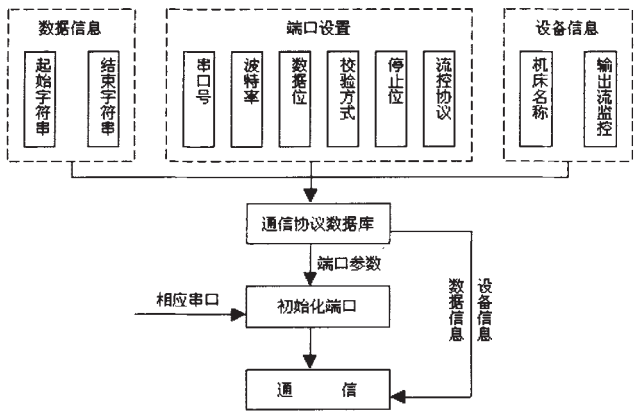 数据信息
端口设置
设备信息
起始字符串
结束字符串
串口号
波特率
数据位
校验方式
停止位
流控协议
机床名称
输出流监控
通信协议数据库
端口参数
相应串口
初始化端口
数据信息
设备信息
通 信